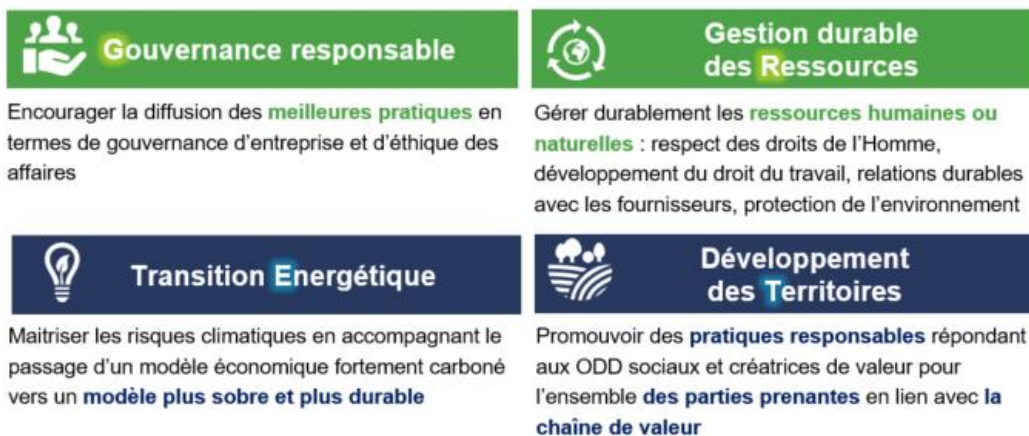 Gouvernance responsable
Encourager la diffusion des meilleures pratiques en
termes de gouvernance d'entreprise et d'éthique des
affaires
Gestion durable
des Ressources
Gérer durablement les ressources humaines ou
naturelles : respect des droits de l'Homme,
développement du droit du travail, relations durables
avec les fournisseurs, protection de l'environnement
Transition Energétique
Maitriser les risques climatiques en accompagnant le
passage d'un modèle économique fortement carboné
vers un modèle plus sobre et plus durable
Développement
des Territoires
Promouvoir des pratiques responsables répondant
aux ODD sociaux et créatrices de valeur pour
l'ensemble des parties prenantes en lien avec la
chaîne de valeur